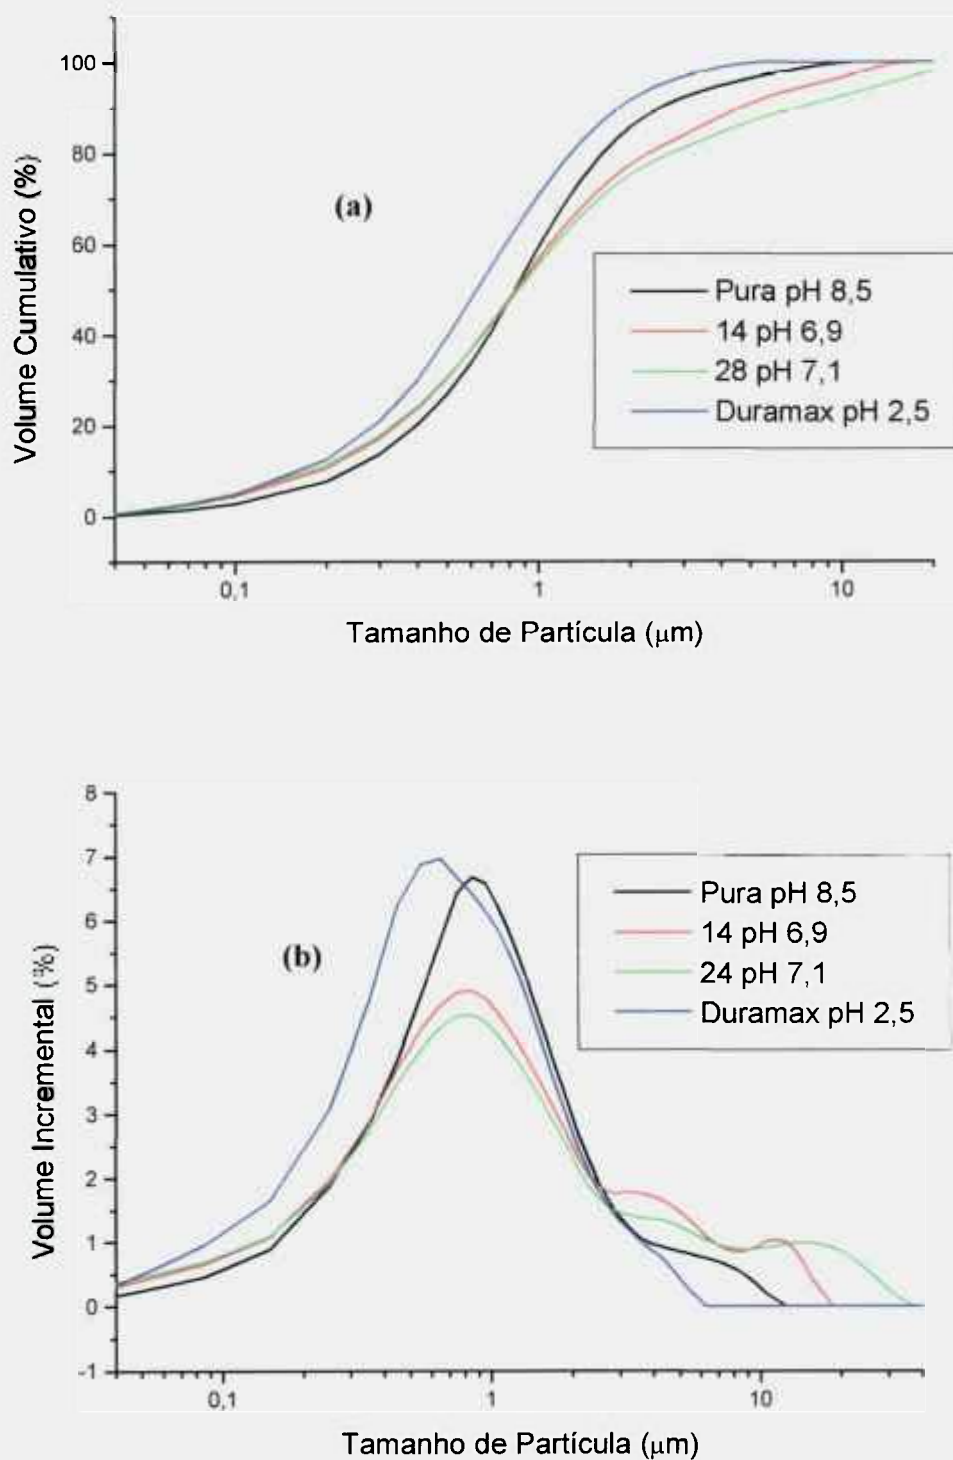 Volume Cumulativo (%)
100
80
60
40
20
0
(a)
Pura pH 8,5
14 pH 6,9
28 pH 7,1
Duramax pH 2,5
0,1
1
10
Tamanho de Partícula (μm)
Volume Incremental (%)
8
7
6
5
4
3
2
1
0
-1
(b)
Pura pH 8,5
14 pH 6,9
24 pH 7,1
Duramax pH 2,5
0,1
1
10
Tamanho de Partícula (μm)